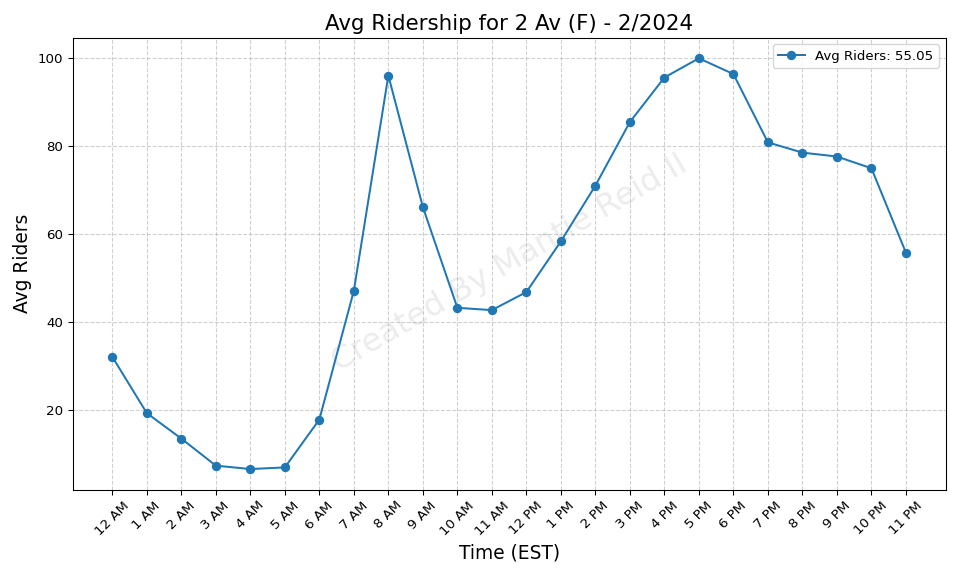 Avg Ridership for 2 Av (F) - 2/2024
Avg Riders: 55.05
100
80
60
40
20
Avg Riders
Created By Mantie Reid II
12 AM
1 AM
2 AM
3 AM
4 AM
5 AM
6 AM
7 AM
8 AM
9 AM
10 AM
11 AM
12 PM
1 PM
2 PM
3 PM
4 PM
5 PM
6 PM
7 PM
8 PM
9 PM
10 PM
11 PM
Time (EST)